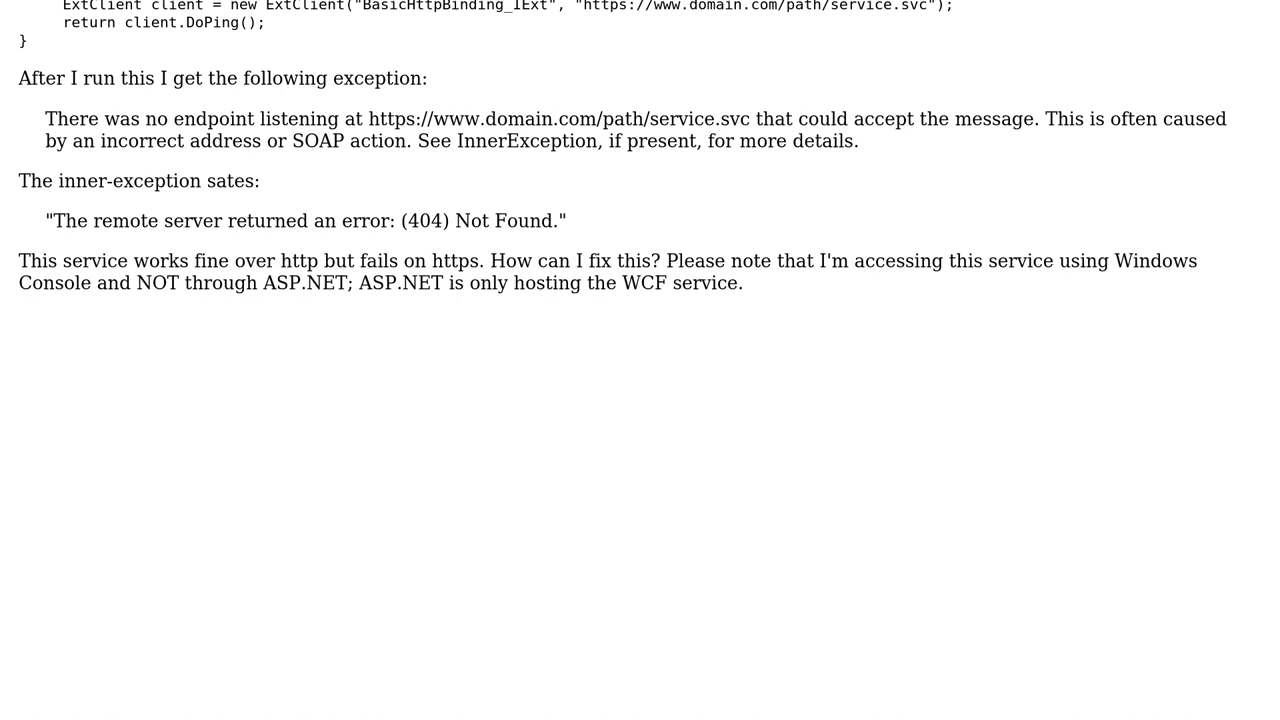 ExtClient client = new ExtClient("BasicHttpBinding_IExt", "https://www.domain.com/path/service.svc");
return client.DoPing();
}
After I run this I get the following exception:
There was no endpoint listening at https://www.domain.com/path/service.svc that could accept the message. This is often caused
by an incorrect address or SOAP action. See InnerException, if present, for more details.
The inner-exception sates:
"The remote server returned an error: (404) Not Found."
This service works fine over http but fails on https. How can I fix this? Please note that I'm accessing this service using Windows
Console and NOT through ASP.NET; ASP.NET is only hosting the WCF service.